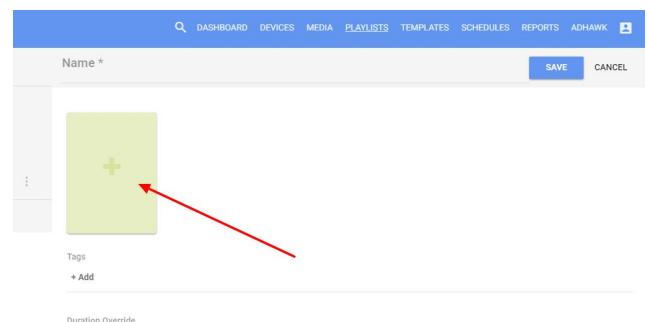 DASHBOARD DEVICES MEDIA PLAYLISTS TEMPLATES SCHEDULES REPORTS ADHAWK
Name * SAVE CANCEL
Tags
+ Add
Duration Override